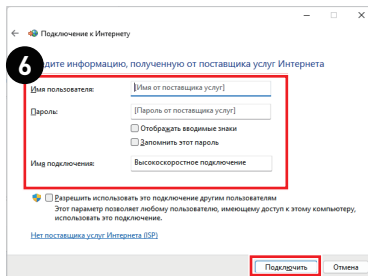 Подключение к Интернету
6
едите информацию, полученную от поставщика услуг Интернета
Имя пользователя: [Имя от поставщика услуг]
Пароль: [Пароль от поставщика услуг]
Отображать вводимые знаки
Запомнить этот пароль
Имя подключения: Высокоскоростное подключение
Разрешить использовать это подключение другим пользователям
Этот параметр позволяет любому пользователю, имеющему доступ к этому компьютеру,
использовать это подключение.
Нет поставщика услуг Интернета (ISP)
Подключить Отмена